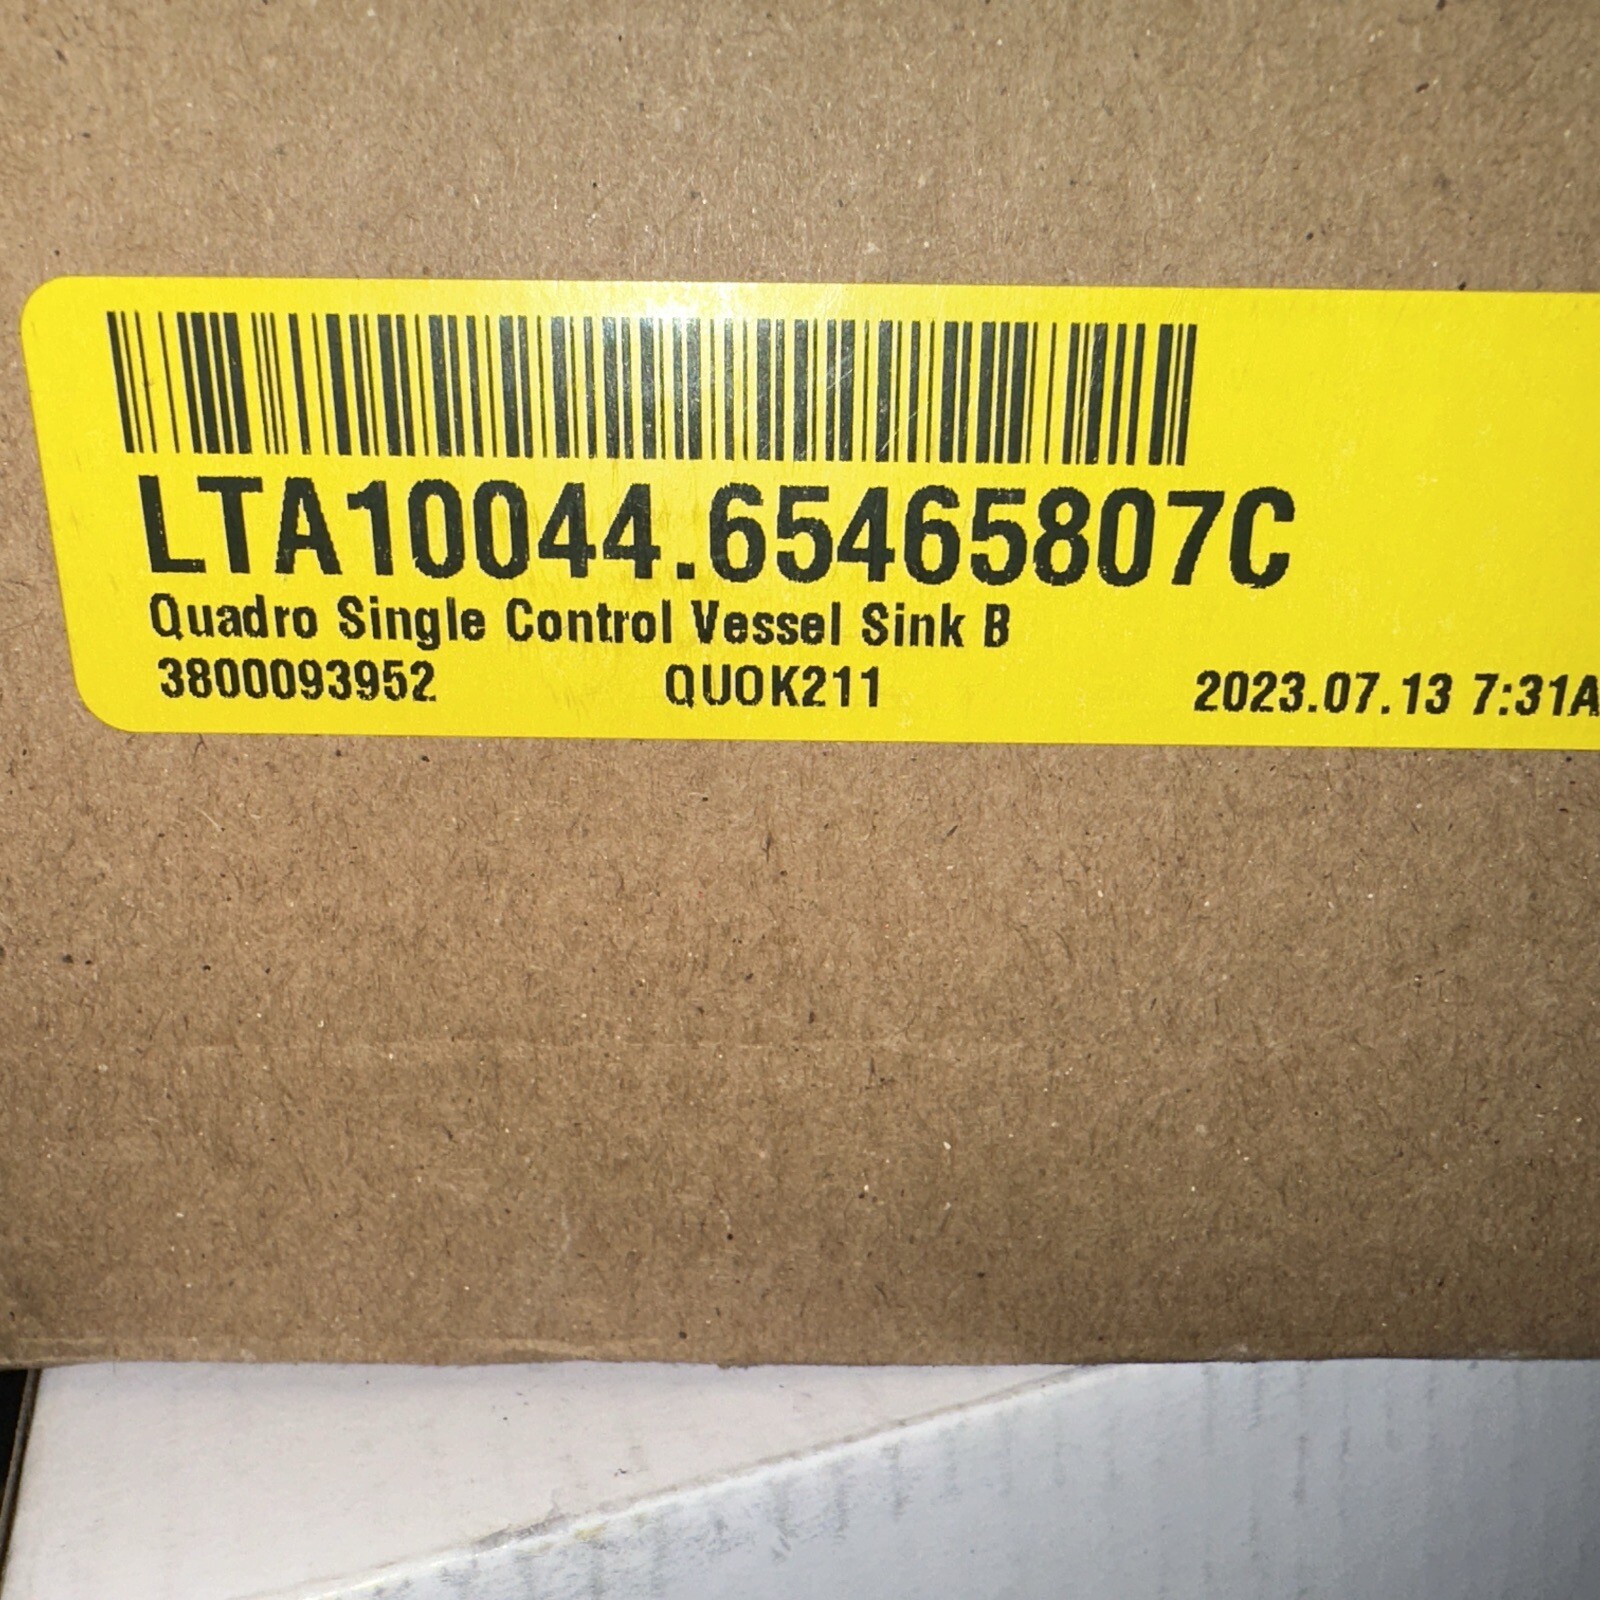 LTA10044.65465807C
Quadro Single Control Vessel Sink B
3800093952 QUOK211 2023.07.13 7:31A